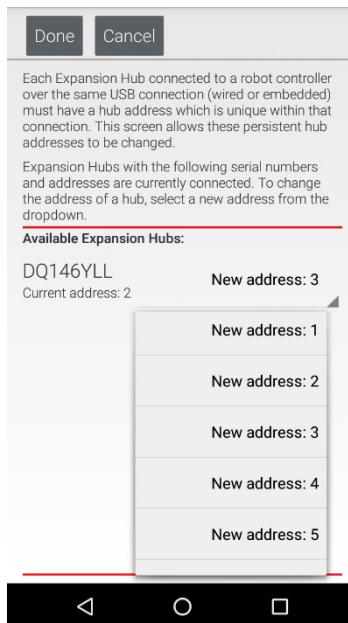 Done Cancel
Each Expansion Hub connected to a robot controller
over the same USB connection (wired or embedded)
must have a hub address which is unique within that
connection. This screen allows these persistent hub
addresses to be changed.
Expansion Hubs with the following serial numbers
and addresses are currently connected. To change
the address of a hub, select a new address from the
dropdown.
Available Expansion Hubs:
DQ146YLL
New address: 3
Current address: 2
New address: 1
New address: 2
New address: 3
New address: 4
New address: 5